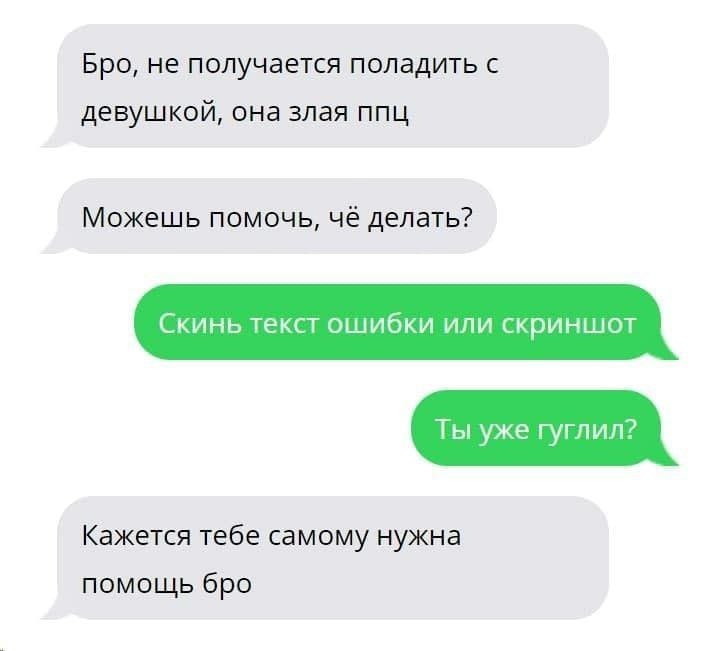 Бро, не получается поладить с
девушкой, она злая ппц
Можешь помочь, чё делать?
Скинь текст ошибки или скриншот
Ты уже гуглил?
Кажется тебе самому нужна
помощь бро